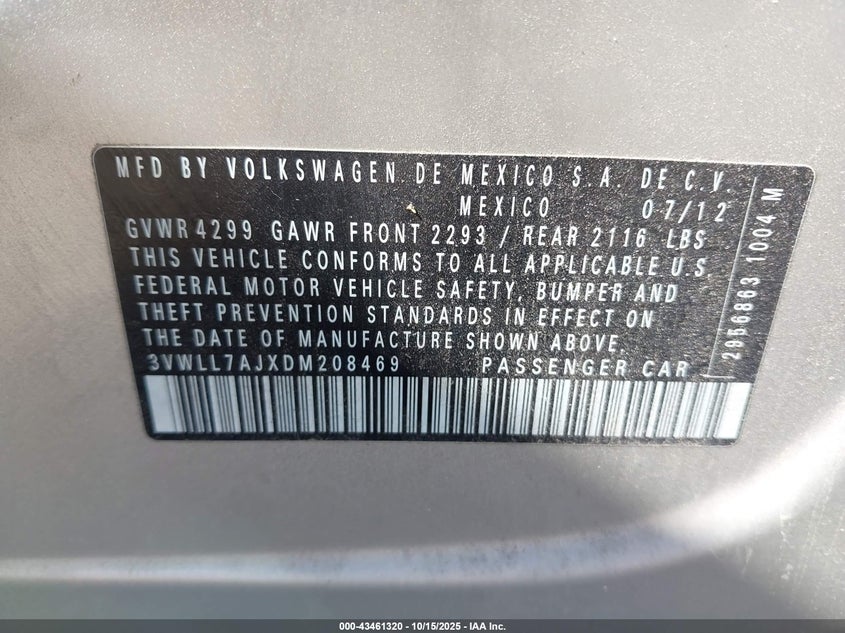 MFD BY VOLKSWAGEN DE MEXICO S.A. DE C.V.
MEXICO 07/12
GVWR 4299 GAWR FRONT 2293 / REAR 2116 LBS
THIS VEHICLE CONFORMS TO ALL APPLICABLE U.S
FEDERAL MOTOR VEHICLE SAFETY, BUMPER AND
THEFT PREVENTION STANDARDS IN EFFECT ON
THE DATE OF MANUFACTURE SHOWN ABOVE.
3VWLL7AJXDM208469 PASSENGER CAR
2956863 1004 M
000-43461320 - 10/15/2025 - IAA Inc.